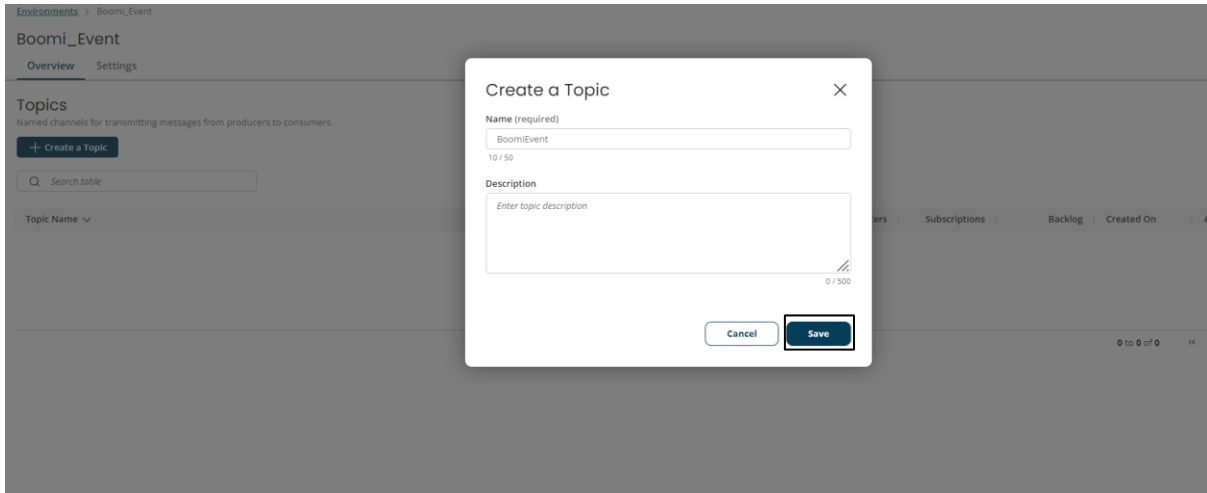 Environments > Boomi_Event
Boomi_Event
Overview Settings
Topics
Named channels for transmitting messages from producers to consumers.
+ Create a Topic
Search table
Topic Name
Subscriptions Backlog Created On
0 to 0 of 0
Create a Topic
Name (required)
BoomiEvent
10 / 50
Description
Enter topic description
0 / 500
Cancel Save